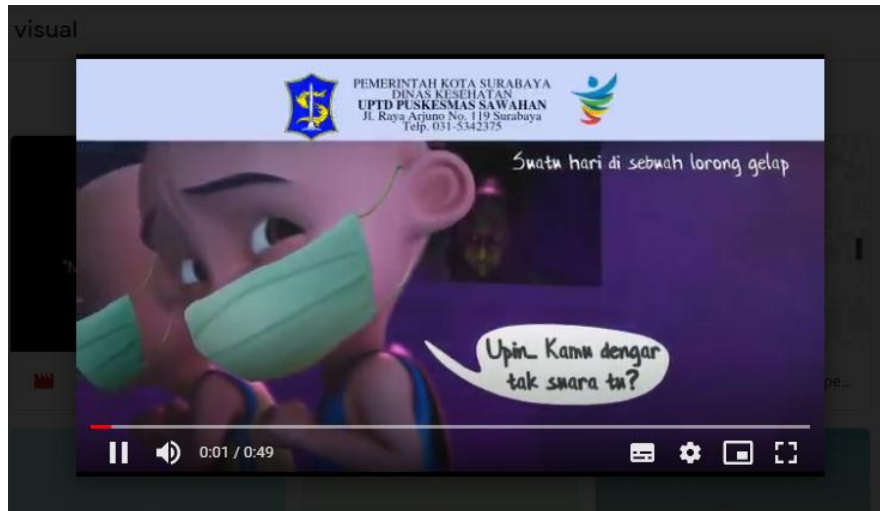 visual
PEMERINTAH KOTA SURABAYA
DINAS KESEHATAN
UPTD PUSKESMAS SAWAHAN
Jl. Raya Arjuno No. 119 Surabaya
Telp. 031-5342375
Suatu hari di sebuah lorong gelap
Upin.. Kamu dengar
tak suara tu?
0:01 / 0:49